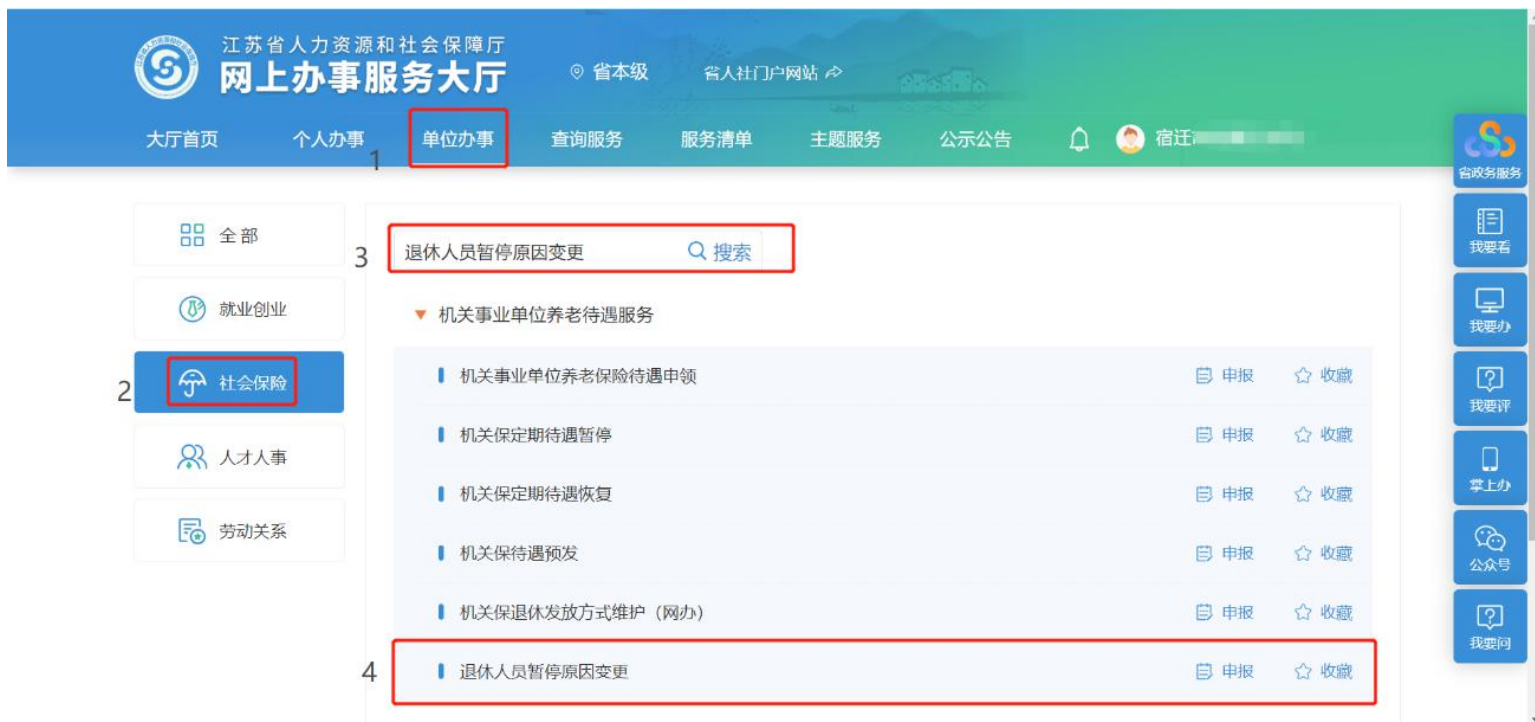 江苏省人力资源和社会保障厅
网上办事服务大厅
省本级
省人社门户网站
大厅首页 个人办事 单位办事 查询服务 服务清单 主题服务 公示公告 宿迁
1
省政务服务
我要看
我要办
我要评
掌上办
公众号
我要问
全部
就业创业
2 社会保险
人才人事
劳动关系
3 退休人员暂停原因变更 搜索
机关事业单位养老待遇服务
机关事业单位养老保险待遇申领 申报 收藏
机关保定期待遇暂停 申报 收藏
机关保定期待遇恢复 申报 收藏
机关保待遇预发 申报 收藏
机关保退休发放方式维护（网办） 申报 收藏
4 退休人员暂停原因变更 申报 收藏